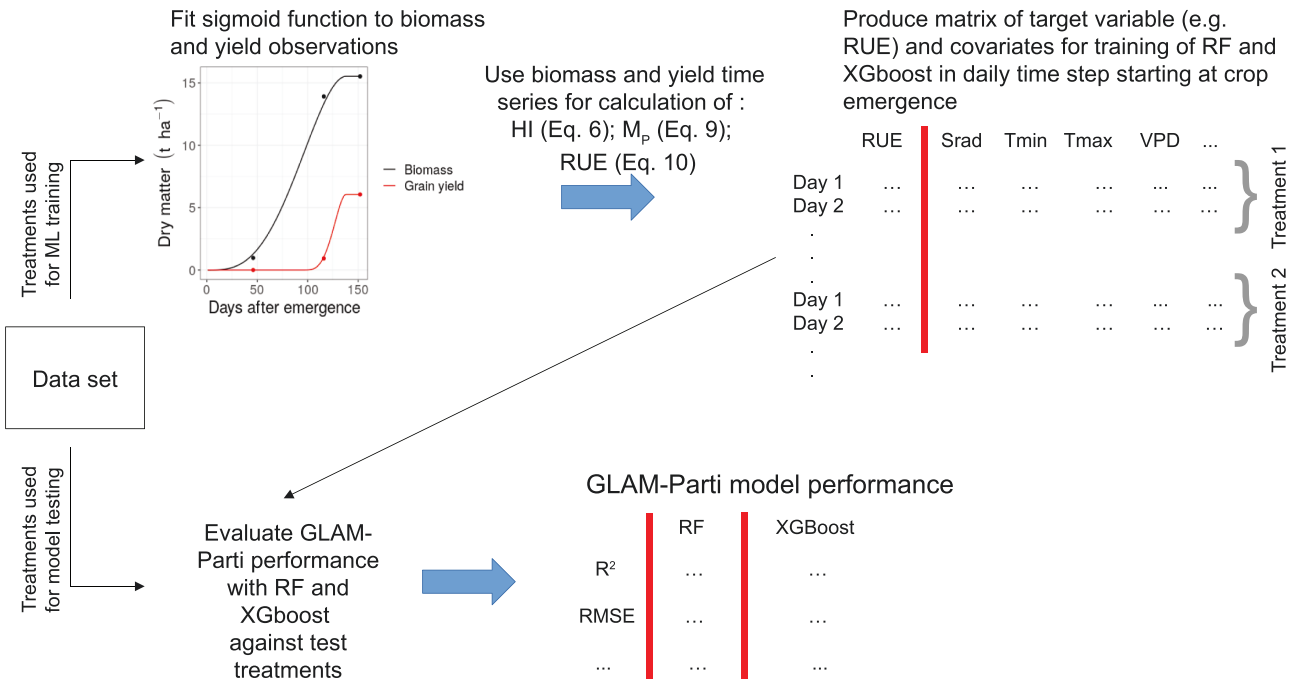 Fit sigmoid function to biomass
and yield observations
Dry matter (t ha⁻¹)
15
10
5
0
0 50 100 150
Days after emergence
Biomass
Grain yield
Use biomass and yield time
series for calculation of :
HI (Eq. 6); M_P (Eq. 9);
RUE (Eq. 10)
Produce matrix of target variable (e.g.
RUE) and covariates for training of RF and
XGboost in daily time step starting at crop
emergence
RUE Srad Tmin Tmax VPD ...
Day 1 ... ... ... ... ... ...
Day 2 ... ... ... ... ... ...
.
.
.
Day 1 ... ... ... ... ... ...
Day 2 ... ... ... ... ... ...
.
.
Treatment 1
Treatment 2
Treatments used
for ML training
Data set
Treatments used
for model testing
Evaluate GLAM-
Parti performance
with RF and
XGboost
against test
treatments
GLAM-Parti model performance
RF XGBoost
R² ... ...
RMSE ... ...
... ... ...